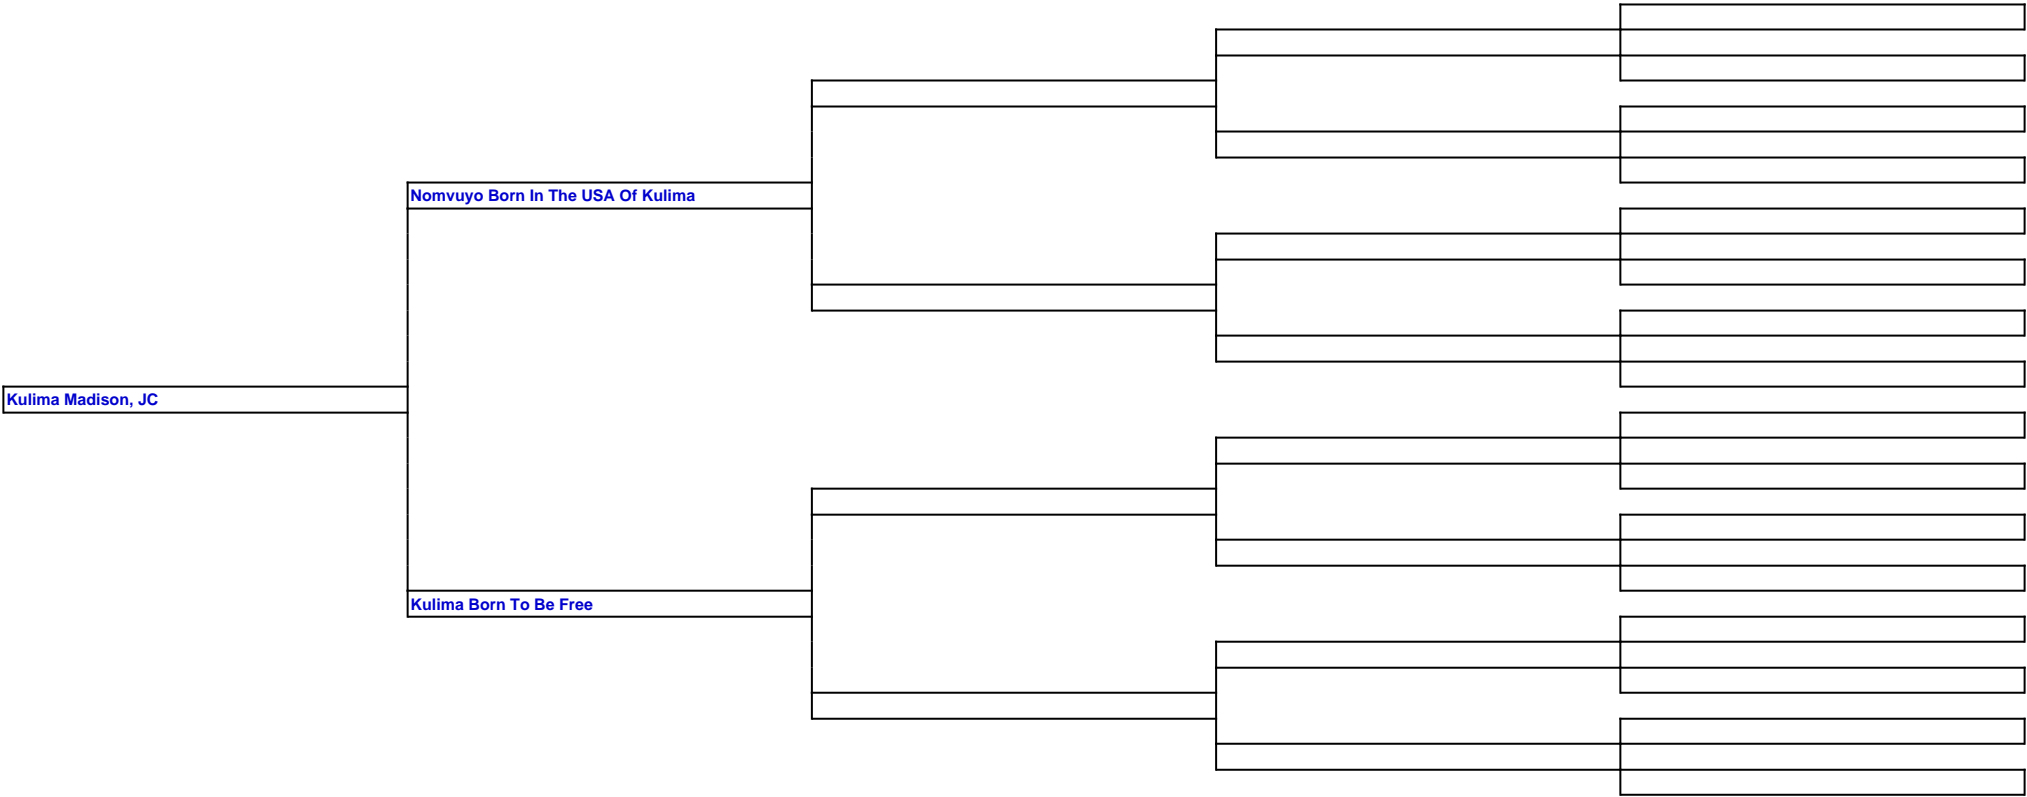 Nomvuyo Born In The USA Of Kulima
Kulima Madison, JC
Kulima Born To Be Free